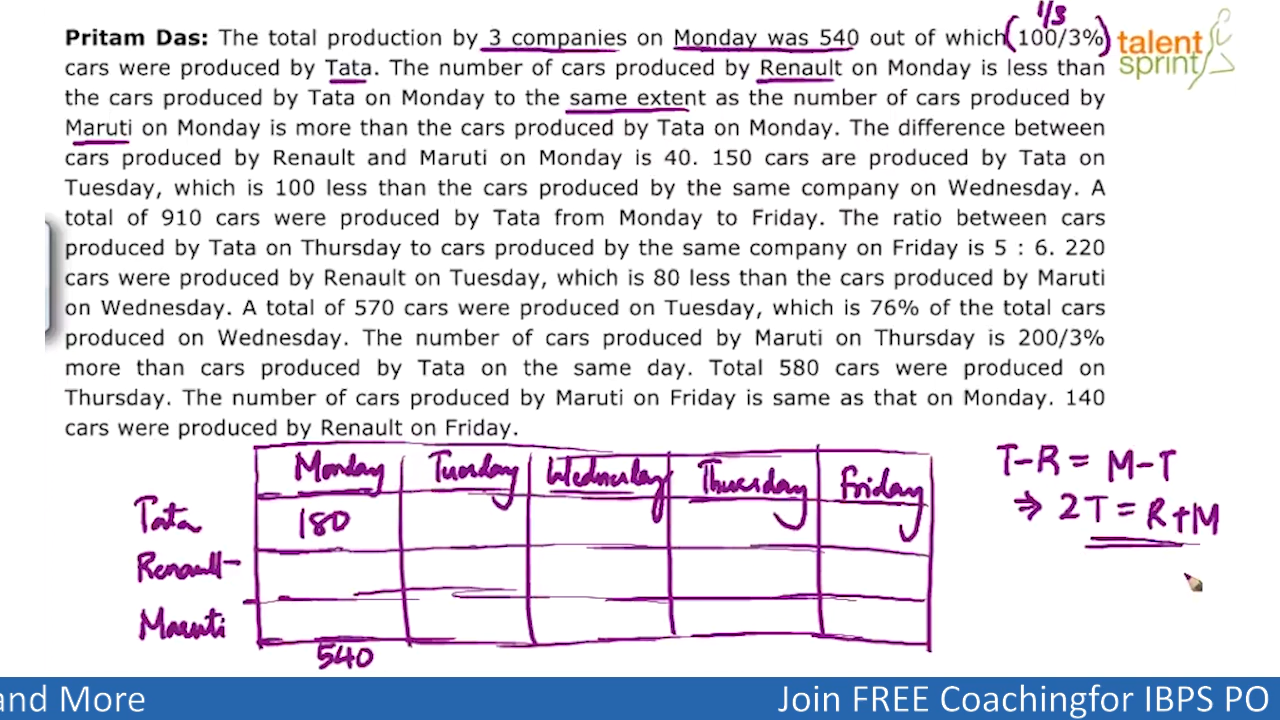 1/3
Pritam Das: The total production by 3 companies on Monday was 540 out of which (100/3%)
cars were produced by Tata. The number of cars produced by Renault on Monday is less than
the cars produced by Tata on Monday to the same extent as the number of cars produced by
Maruti on Monday is more than the cars produced by Tata on Monday. The difference between
cars produced by Renault and Maruti on Monday is 40. 150 cars are produced by Tata on
Tuesday, which is 100 less than the cars produced by the same company on Wednesday. A
total of 910 cars were produced by Tata from Monday to Friday. The ratio between cars
produced by Tata on Thursday to cars produced by the same company on Friday is 5 : 6. 220
cars were produced by Renault on Tuesday, which is 80 less than the cars produced by Maruti
on Wednesday. A total of 570 cars were produced on Tuesday, which is 76% of the total cars
produced on Wednesday. The number of cars produced by Maruti on Thursday is 200/3%
more than cars produced by Tata on the same day. Total 580 cars were produced on
Thursday. The number of cars produced by Maruti on Friday is same as that on Monday. 140
cars were produced by Renault on Friday.
talent
sprint
Monday Tuesday Wednesday Thursday Friday
Tata 180
Renault
Maruti
540
T-R = M-T
⇒ 2T = R+M
and More
Join FREE Coachingfor IBPS PO